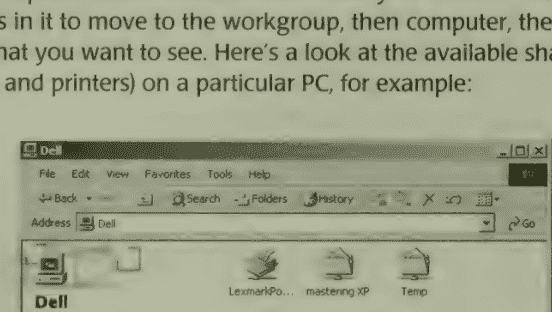 s in it to move to the workgroup, then computer, the
hat you want to see. Here's a look at the available sha
and printers) on a particular PC, for example:
Dell
File Edit View Favorites Tools Help
Back Search Folders History
Address Dell Go
LexmarkPo... mastering XP Temp
Dell